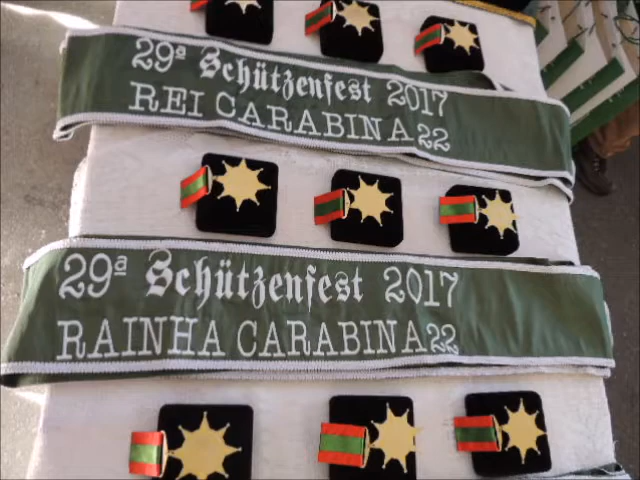 29ª Schützenfest 2017
REI CARABINA 22
29ª Schützenfest 2017
RAINHA CARABINA 22